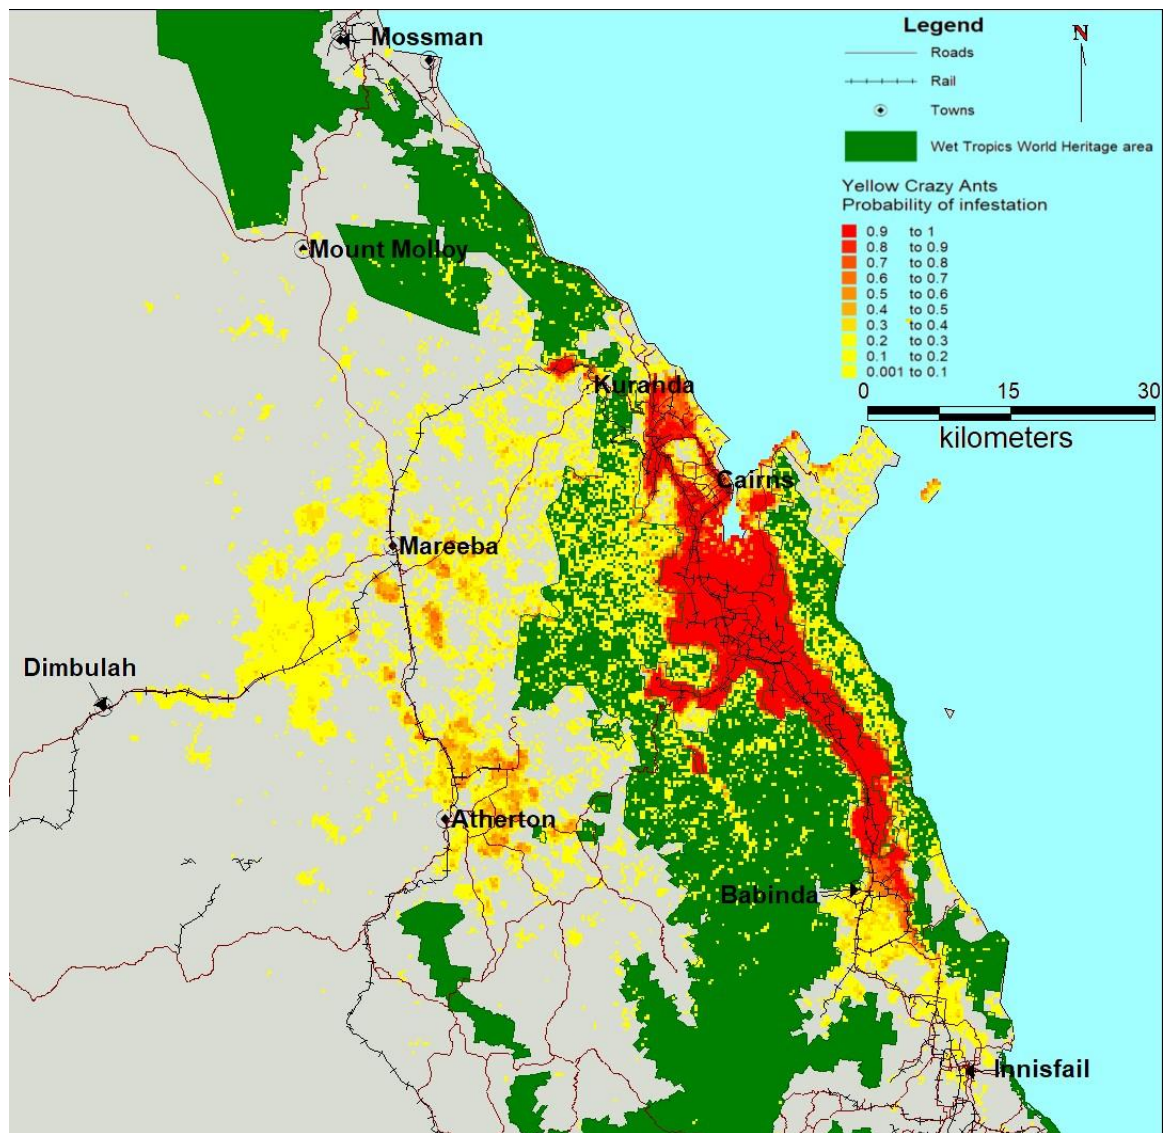 Mossman
Legend
N
Roads
Rail
Towns
Wet Tropics World Heritage area
Yellow Crazy Ants
Probability of infestation
0.9 to 1
0.8 to 0.9
0.7 to 0.8
0.6 to 0.7
0.5 to 0.6
0.4 to 0.5
0.3 to 0.4
0.2 to 0.3
0.1 to 0.2
0.001 to 0.1
0 15 30
kilometers
Mount Molloy
Kuranda
Cairns
Mareeba
Dimbulah
Atherton
Babinda
Innisfail